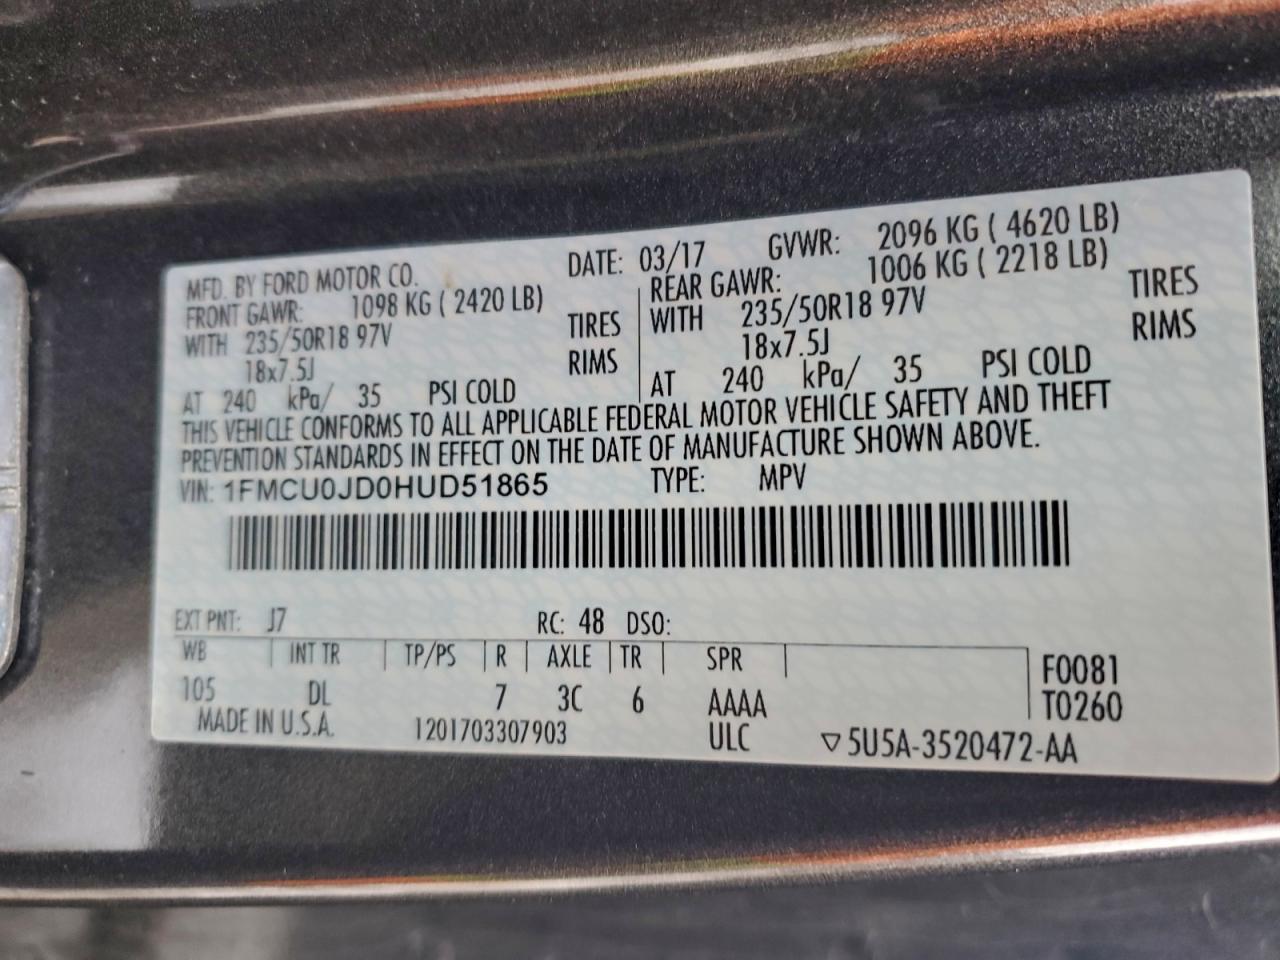 MFD. BY FORD MOTOR CO. DATE: 03/17 GVWR: 2096 KG ( 4620 LB)
FRONT GAWR: 1098 KG ( 2420 LB) REAR GAWR: 1006 KG ( 2218 LB)
WITH 235/50R18 97V TIRES WITH 235/50R18 97V TIRES
18x7.5J RIMS 18x7.5J RIMS
AT 240 kPa/ 35 PSI COLD AT 240 kPa/ 35 PSI COLD
THIS VEHICLE CONFORMS TO ALL APPLICABLE FEDERAL MOTOR VEHICLE SAFETY AND THEFT
PREVENTION STANDARDS IN EFFECT ON THE DATE OF MANUFACTURE SHOWN ABOVE.
VIN: 1FMCU0JD0HUD51865 TYPE: MPV
EXT PNT: J7 RC: 48 DSO:
WB INT TR TP/PS R AXLE TR SPR F0081
105 DL 7 3C 6 AAAA T0260
MADE IN U.S.A. 1201703307903 ULC ▽5U5A-3520472-AA